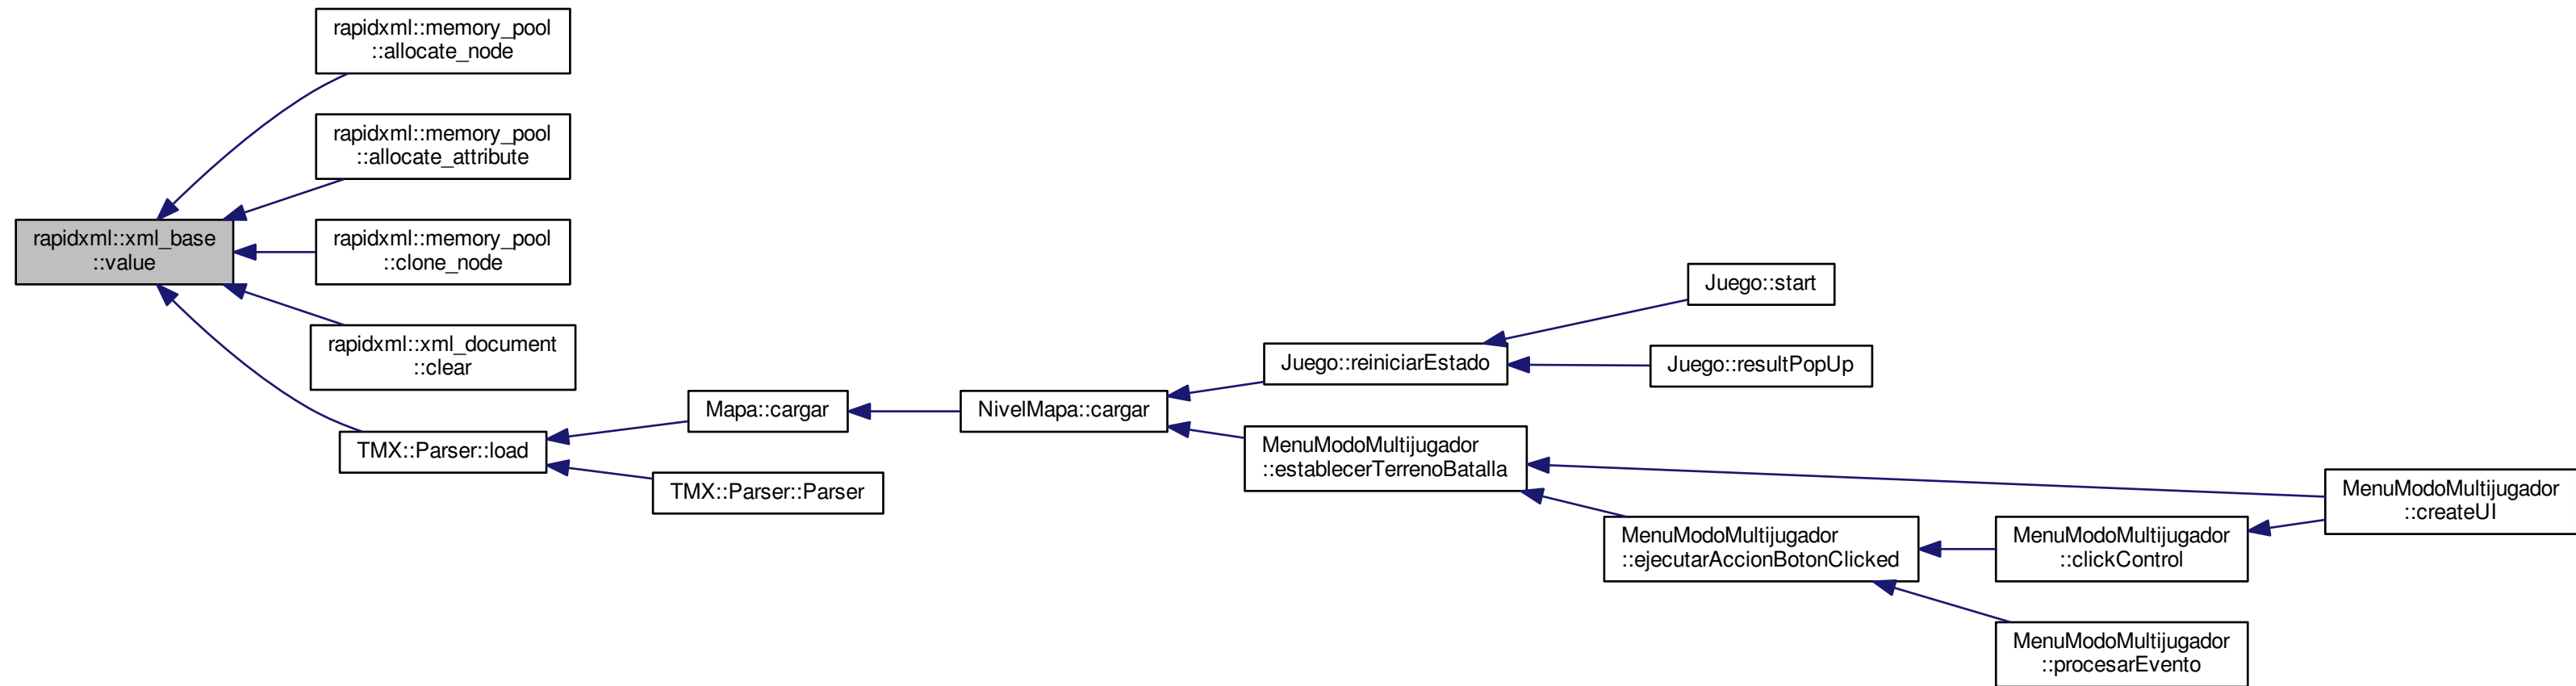 rapidxml::memory_pool
::allocate_node
rapidxml::memory_pool
::allocate_attribute
rapidxml::xml_base
::value
rapidxml::memory_pool
::clone_node
rapidxml::xml_document
::clear
TMX::Parser::load
Mapa::cargar
TMX::Parser::Parser
NivelMapa::cargar
Juego::reiniciarEstado
Juego::start
Juego::resultPopUp
MenuModoMultijugador
::establecerTerrenoBatalla
MenuModoMultijugador
::ejecutarAccionBotonClicked
MenuModoMultijugador
::clickControl
MenuModoMultijugador
::createUI
MenuModoMultijugador
::procesarEvento